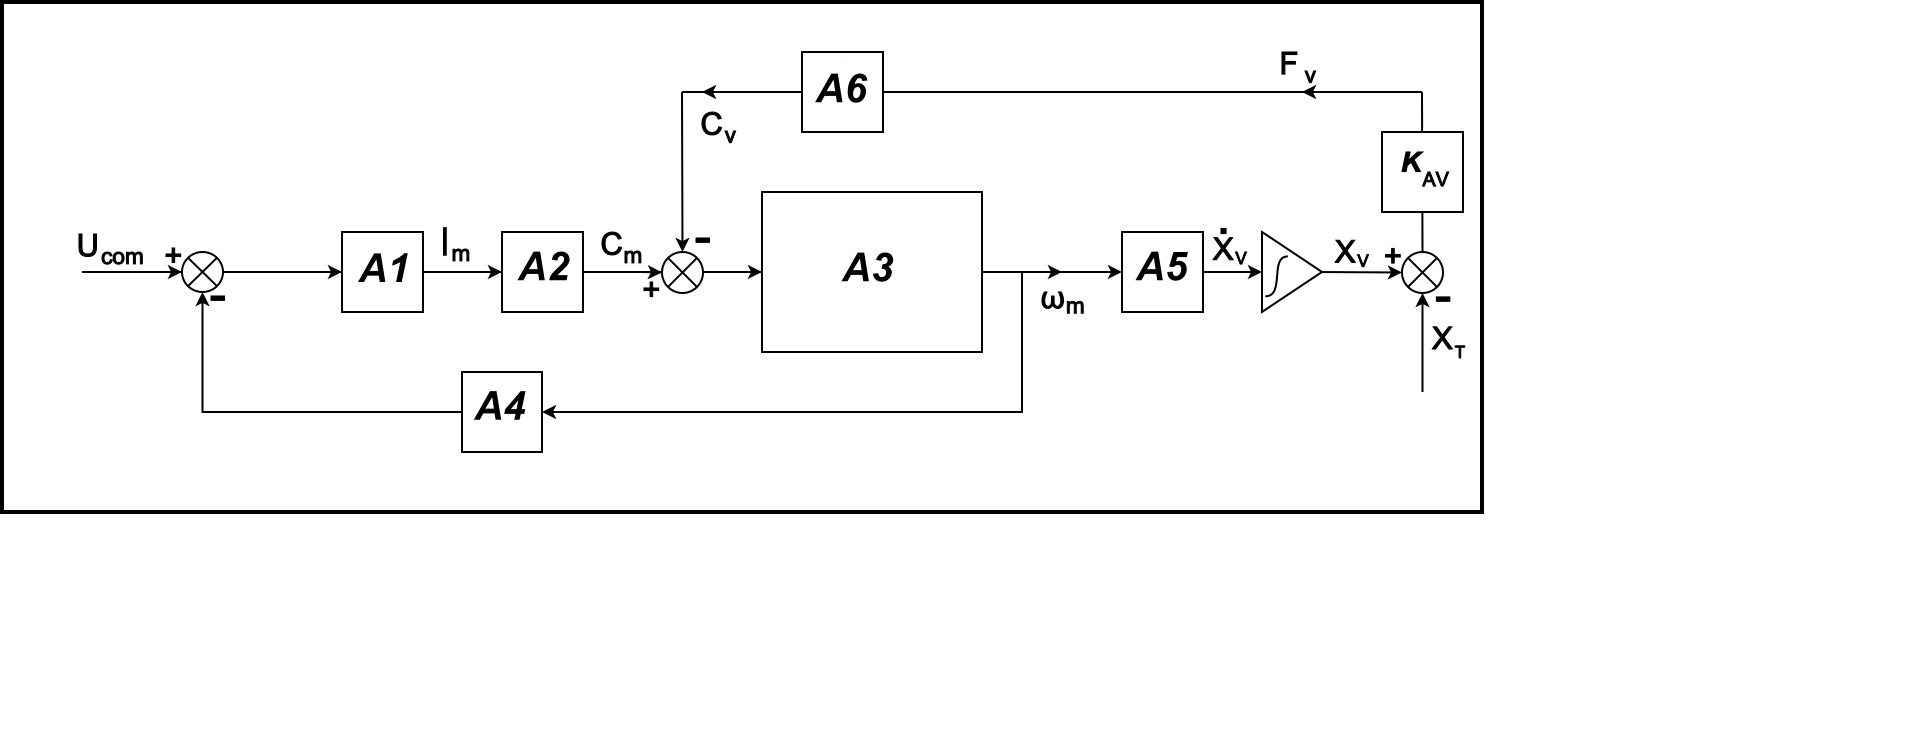 A6
F v
C v
K AV
U com
+
-
A1
I m
A2
C m
+
-
A3
ω m
A5
Ẋ v
X v
+
-
X T
A4